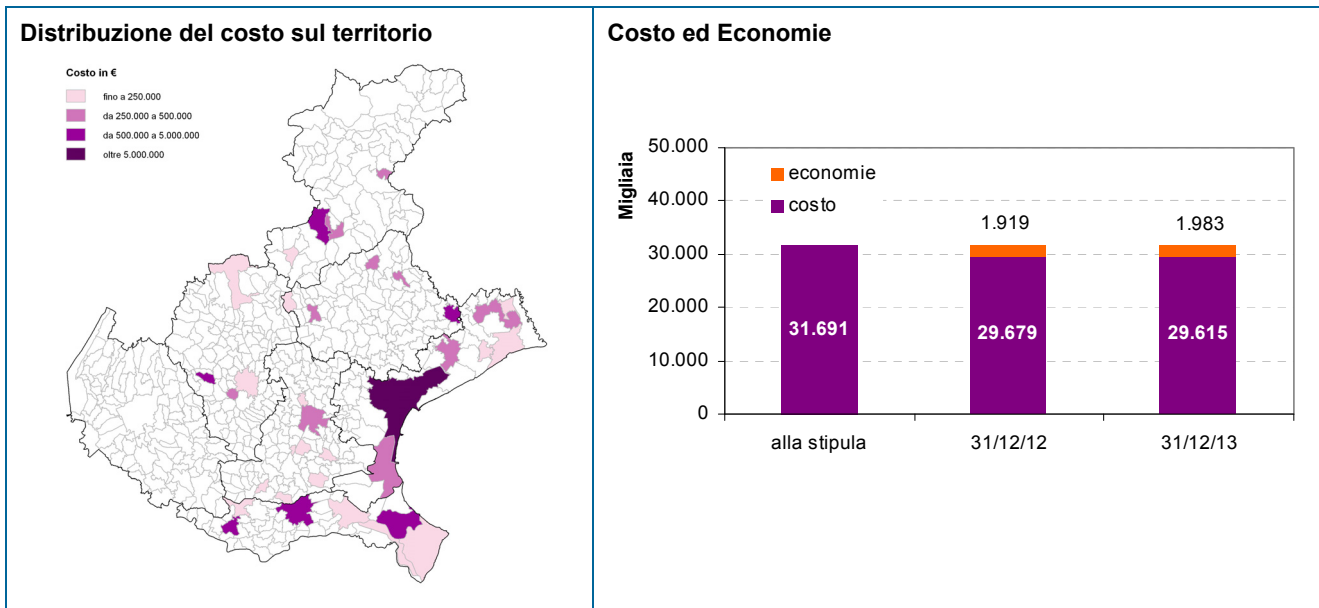 Distribuzione del costo sul territorio
Costo in €
fino a 250.000
da 250.000 a 500.000
da 500.000 a 5.000.000
oltre 5.000.000
Costo ed Economie
Migliaia
50.000
40.000
30.000
20.000
10.000
0
economie
costo
1.919
1.983
31.691
29.679
29.615
alla stipula
31/12/12
31/12/13